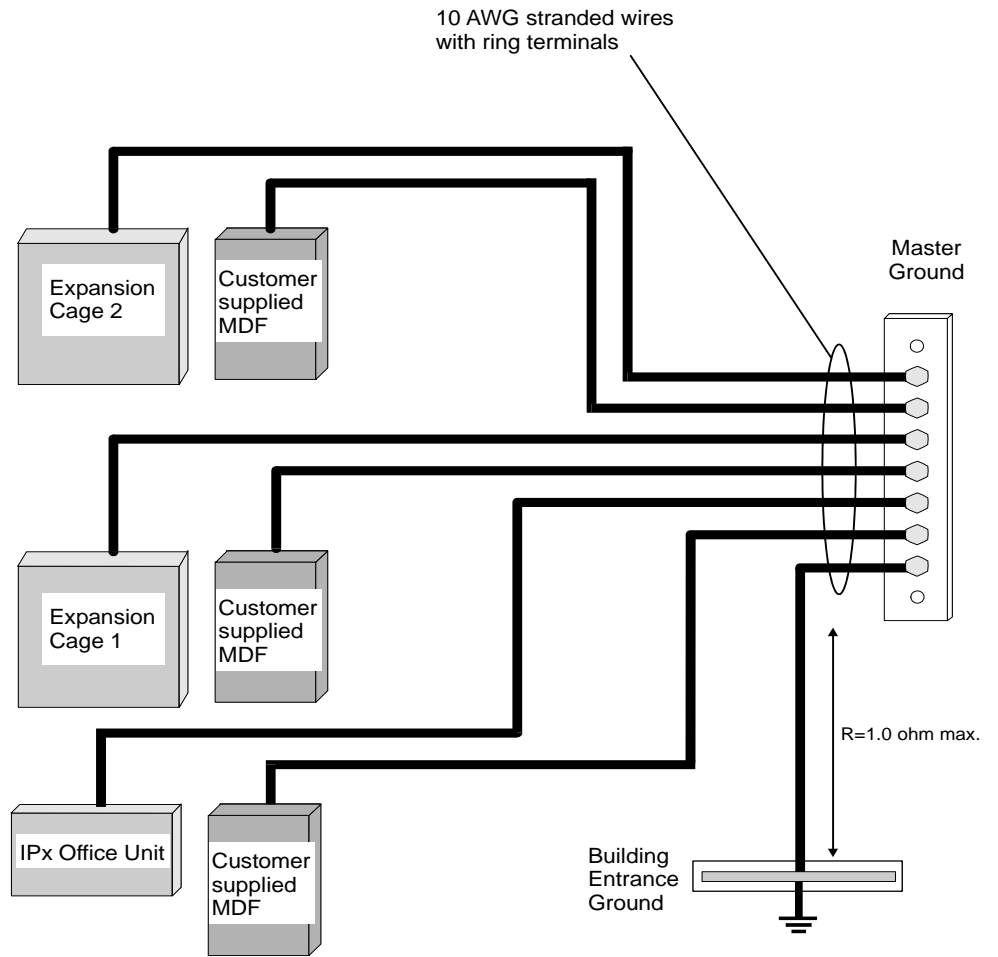 10 AWG stranded wires
with ring terminals
Master
Ground
Expansion
Cage 2
Customer
supplied
MDF
Expansion
Cage 1
Customer
supplied
MDF
R=1.0 ohm max.
IPx Office Unit
Customer
supplied
MDF
Building
Entrance
Ground